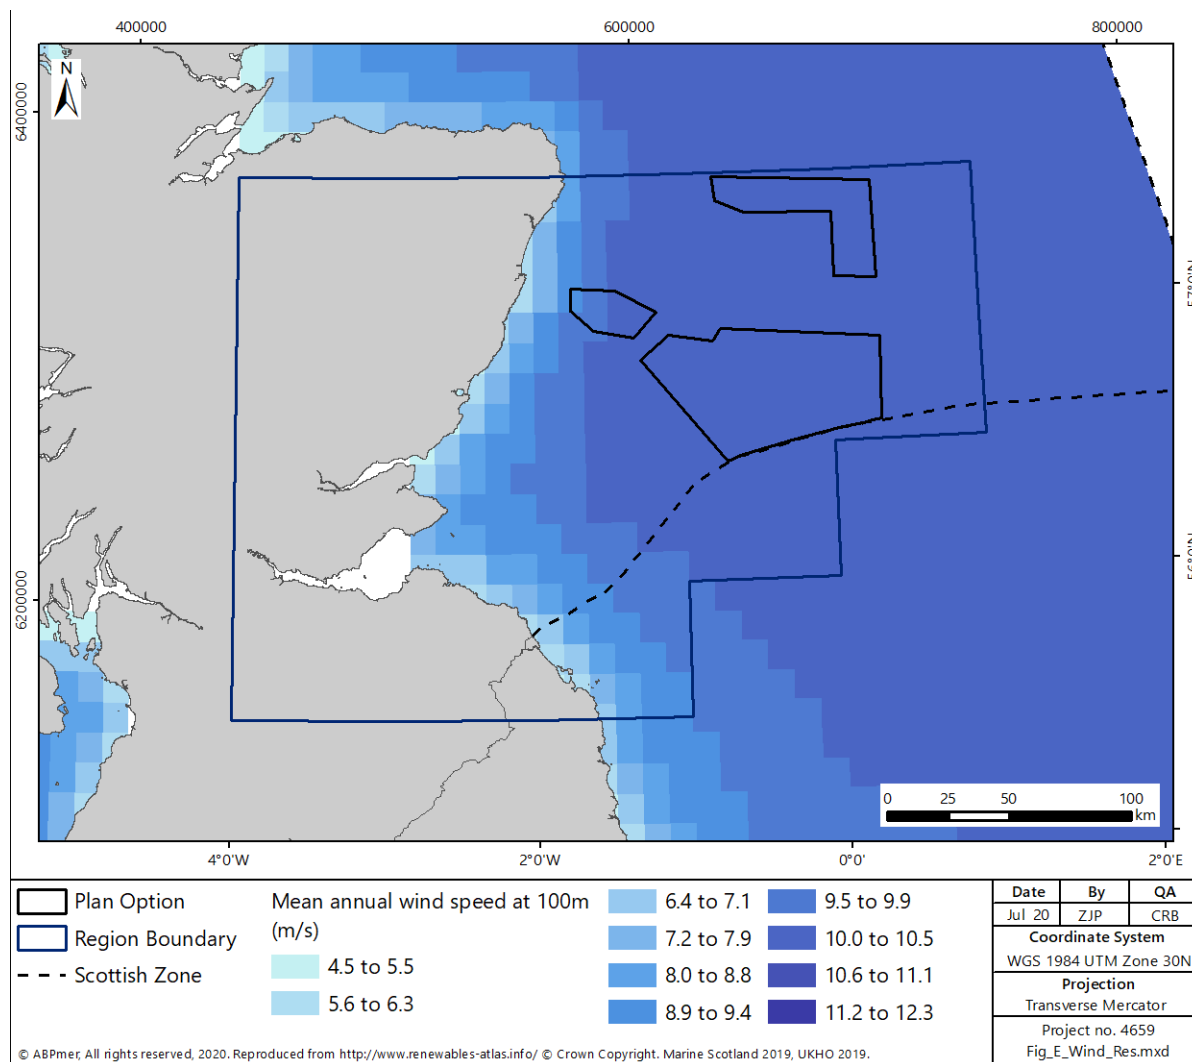 400000
600000
800000
N
6400000
57°0'N
56°0'N
6200000
0
25
50
100
km
4°0'W
2°0'W
0°0'
2°0'E
Plan Option
Region Boundary
Scottish Zone
Mean annual wind speed at 100m
(m/s)
4.5 to 5.5
5.6 to 6.3
6.4 to 7.1
7.2 to 7.9
8.0 to 8.8
8.9 to 9.4
9.5 to 9.9
10.0 to 10.5
10.6 to 11.1
11.2 to 12.3
Date By QA
Jul 20 ZJP CRB
Coordinate System
WGS 1984 UTM Zone 30N
Projection
Transverse Mercator
Project no. 4659
Fig_E_Wind_Res.mxd
© ABPmer, All rights reserved, 2020. Reproduced from http://www.renewables-atlas.info/ © Crown Copyright. Marine Scotland 2019, UKHO 2019.